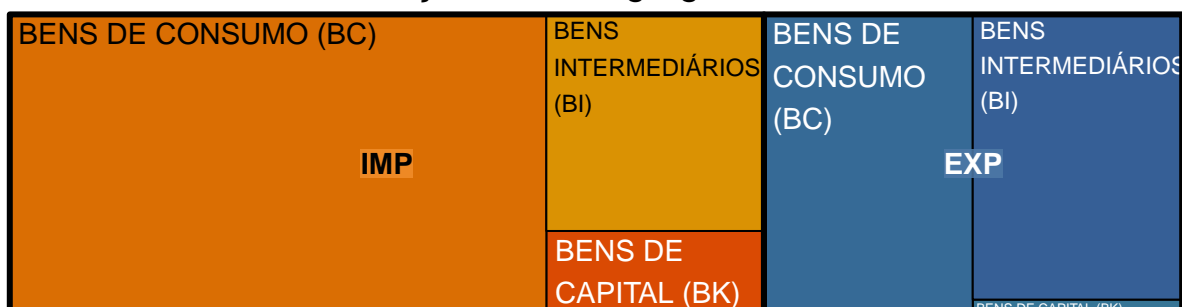 BENS DE CONSUMO (BC)
IMP
BENS
INTERMEDIÁRIOS
(BI)
BENS DE
CAPITAL (BK)
BENS DE
CONSUMO
(BC)
EXP
BENS
INTERMEDIÁRIOS
(BI)
BENS DE CAPITAL (BK)